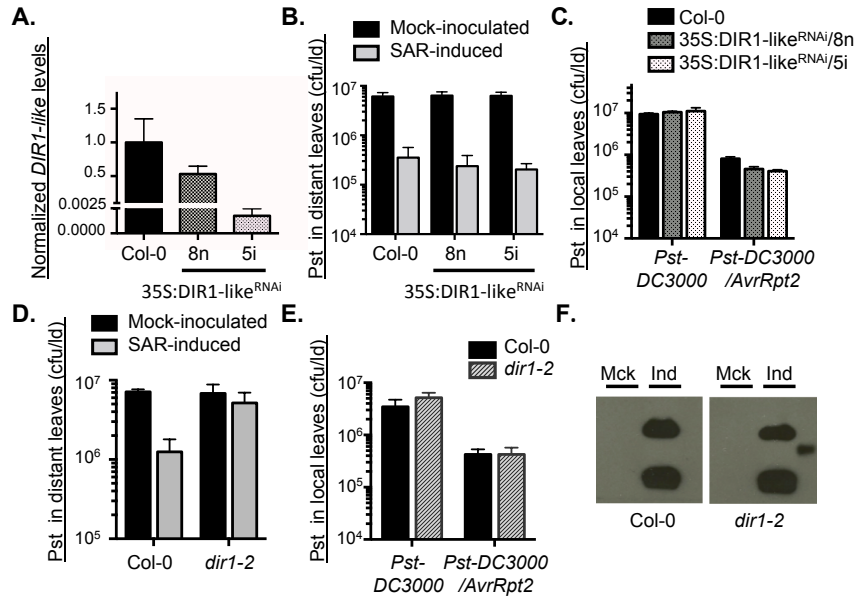 A.
Normalized DIR1-like levels
1.5
1.0
0.5
0.0025
0.0000
Col-0
8n
5i
35S:DIR1-likeRNAi
B.
Mock-inoculated
SAR-induced
Pst in distant leaves (cfu/ld)
10^7
10^6
10^5
10^4
Col-0
8n
5i
35S:DIR1-likeRNAi
C.
Col-0
35S:DIR1-likeRNAi/8n
35S:DIR1-likeRNAi/5i
Pst in local leaves (cfu/ld)
10^7
10^6
10^5
10^4
Pst-
DC3000
Pst-DC3000
/AvrRpt2
D.
Mock-inoculated
SAR-induced
Pst in distant leaves (cfu/ld)
10^7
10^6
10^5
Col-0
dir1-2
E.
Col-0
dir1-2
Pst in local leaves (cfu/ld)
10^7
10^6
10^5
10^4
Pst-
DC3000
Pst-DC3000
/AvrRpt2
F.
Mck
Ind
Mck
Ind
Col-0
dir1-2